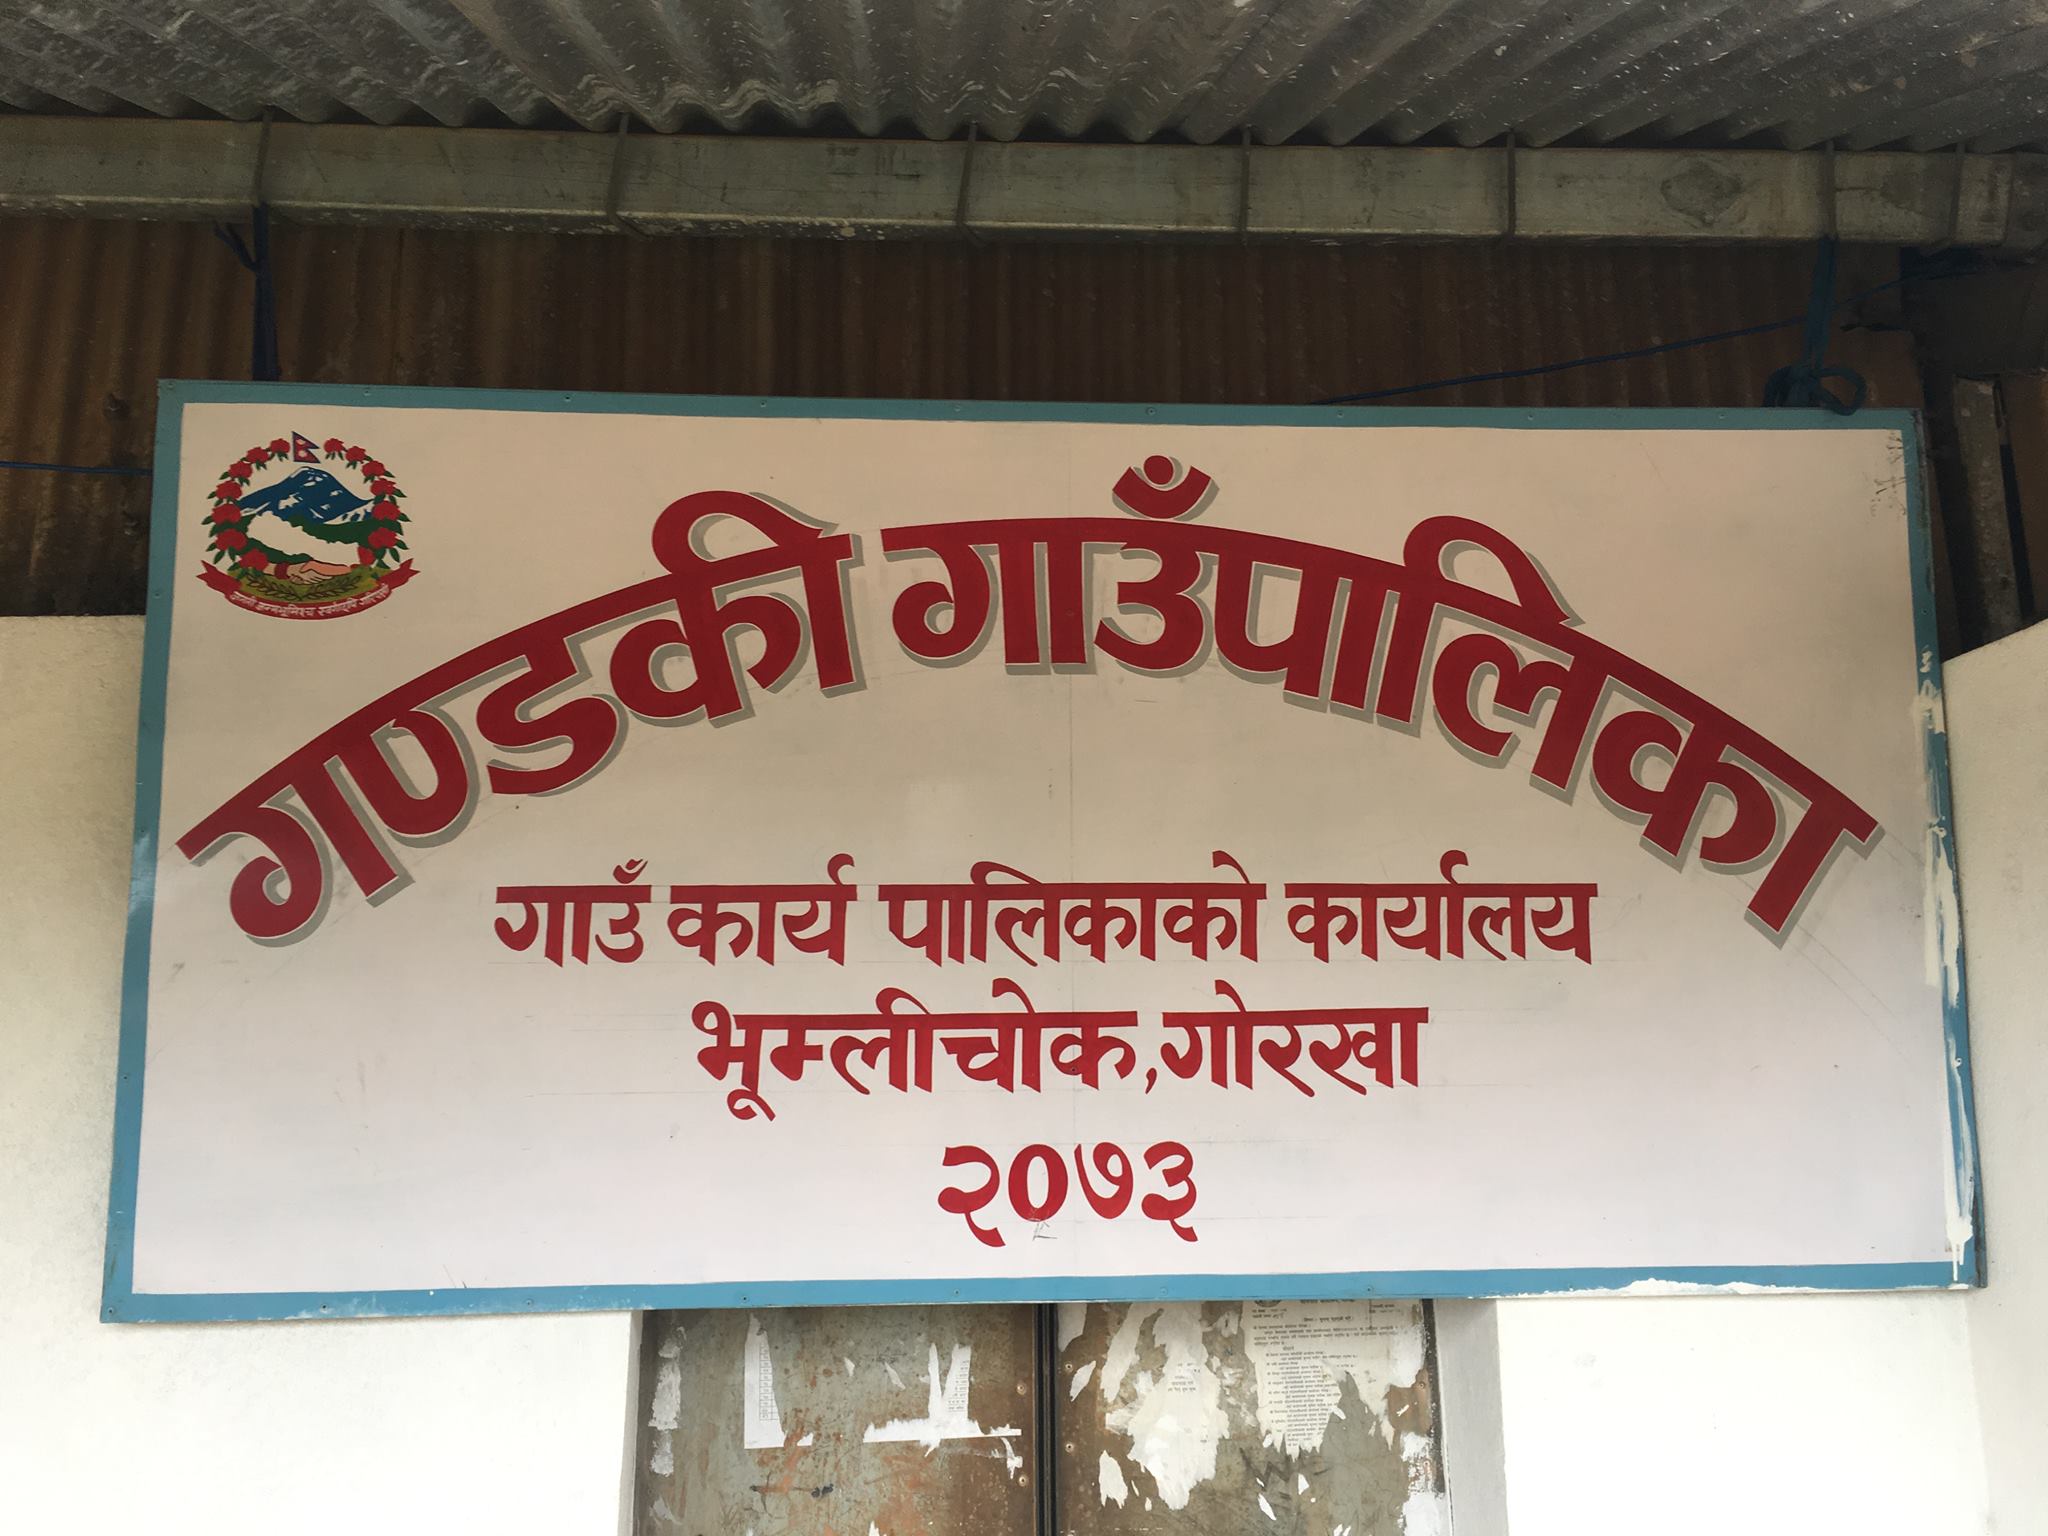 गण्डकी गाउँपालिका
गाउँ कार्य पालिकाको कार्यालय
भूम्लीचोक, गोरखा
२०७३